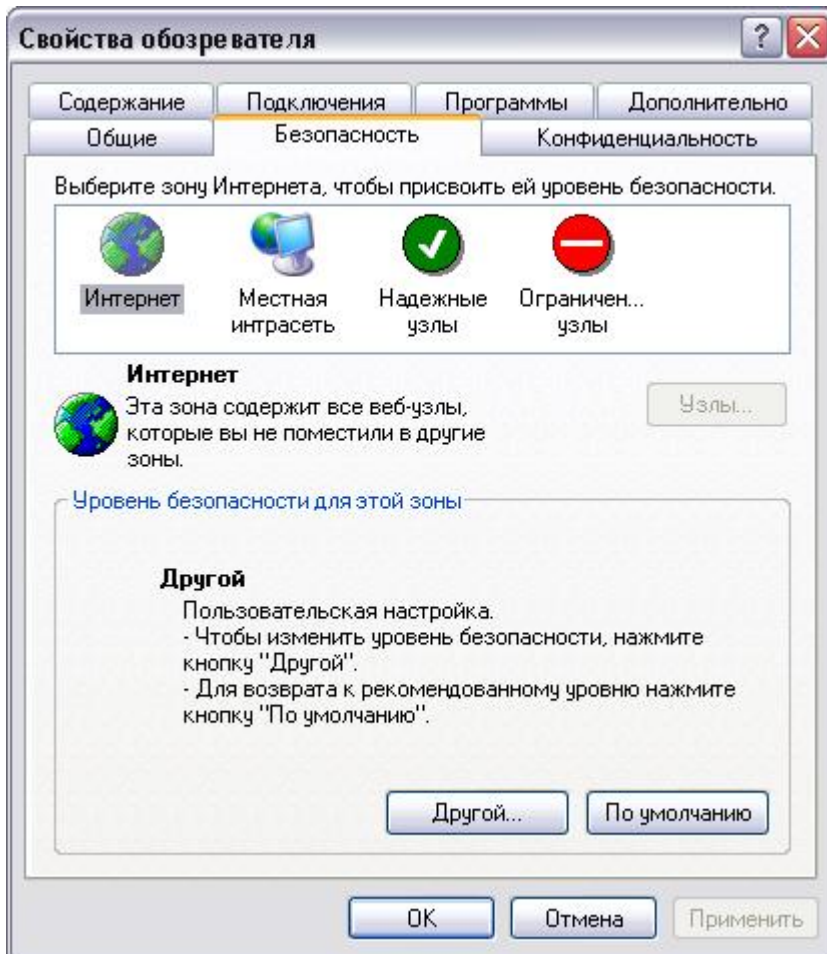 Свойства обозревателя
?
Содержание Подключения Программы Дополнительно
Общие Безопасность Конфиденциальность
Выберите зону Интернета, чтобы присвоить ей уровень безопасности.
Интернет Местная Надежные Ограничен...
интрасеть узлы узлы
Интернет
Эта зона содержит все веб-узлы, Узлы...
которые вы не поместили в другие
зоны.
Уровень безопасности для этой зоны
Другой
Пользовательская настройка.
- Чтобы изменить уровень безопасности, нажмите
кнопку "Другой".
- Для возврата к рекомендованному уровню нажмите
кнопку "По умолчанию".
Другой... По умолчанию
OK Отмена Применить